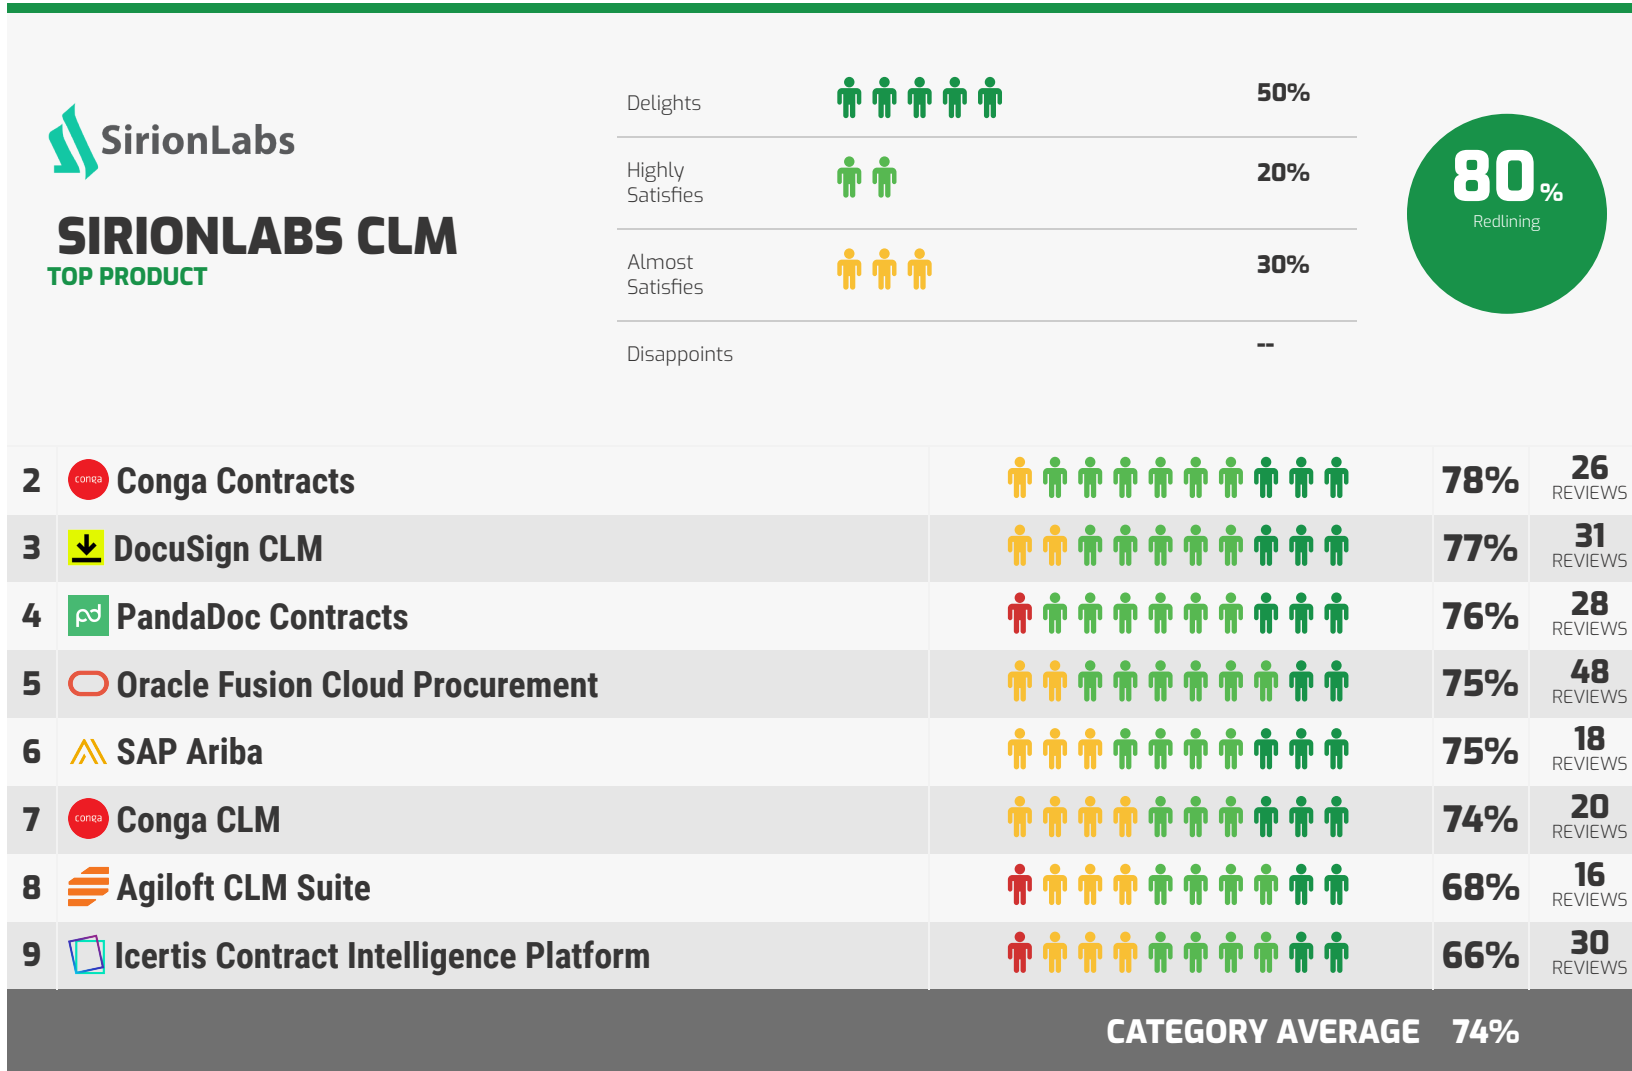 SirionLabs
SIRIONLABS CLM
TOP PRODUCT
Delights 50%
Highly
Satisfies 20%
Almost
Satisfies 30%
Disappoints --
80%
Redlining
2 conga Conga Contracts 78% 26
REVIEWS
3 DocuSign CLM 77% 31
REVIEWS
4 pd PandaDoc Contracts 76% 28
REVIEWS
5 Oracle Fusion Cloud Procurement 75% 48
REVIEWS
6 SAP Ariba 75% 18
REVIEWS
7 conga Conga CLM 74% 20
REVIEWS
8 Agiloft CLM Suite 68% 16
REVIEWS
9 Icertis Contract Intelligence Platform 66% 30
REVIEWS
CATEGORY AVERAGE 74%